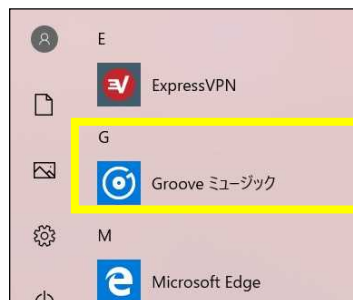 E
ExpressVPN
G
Groove ミュージック
M
Microsoft Edge